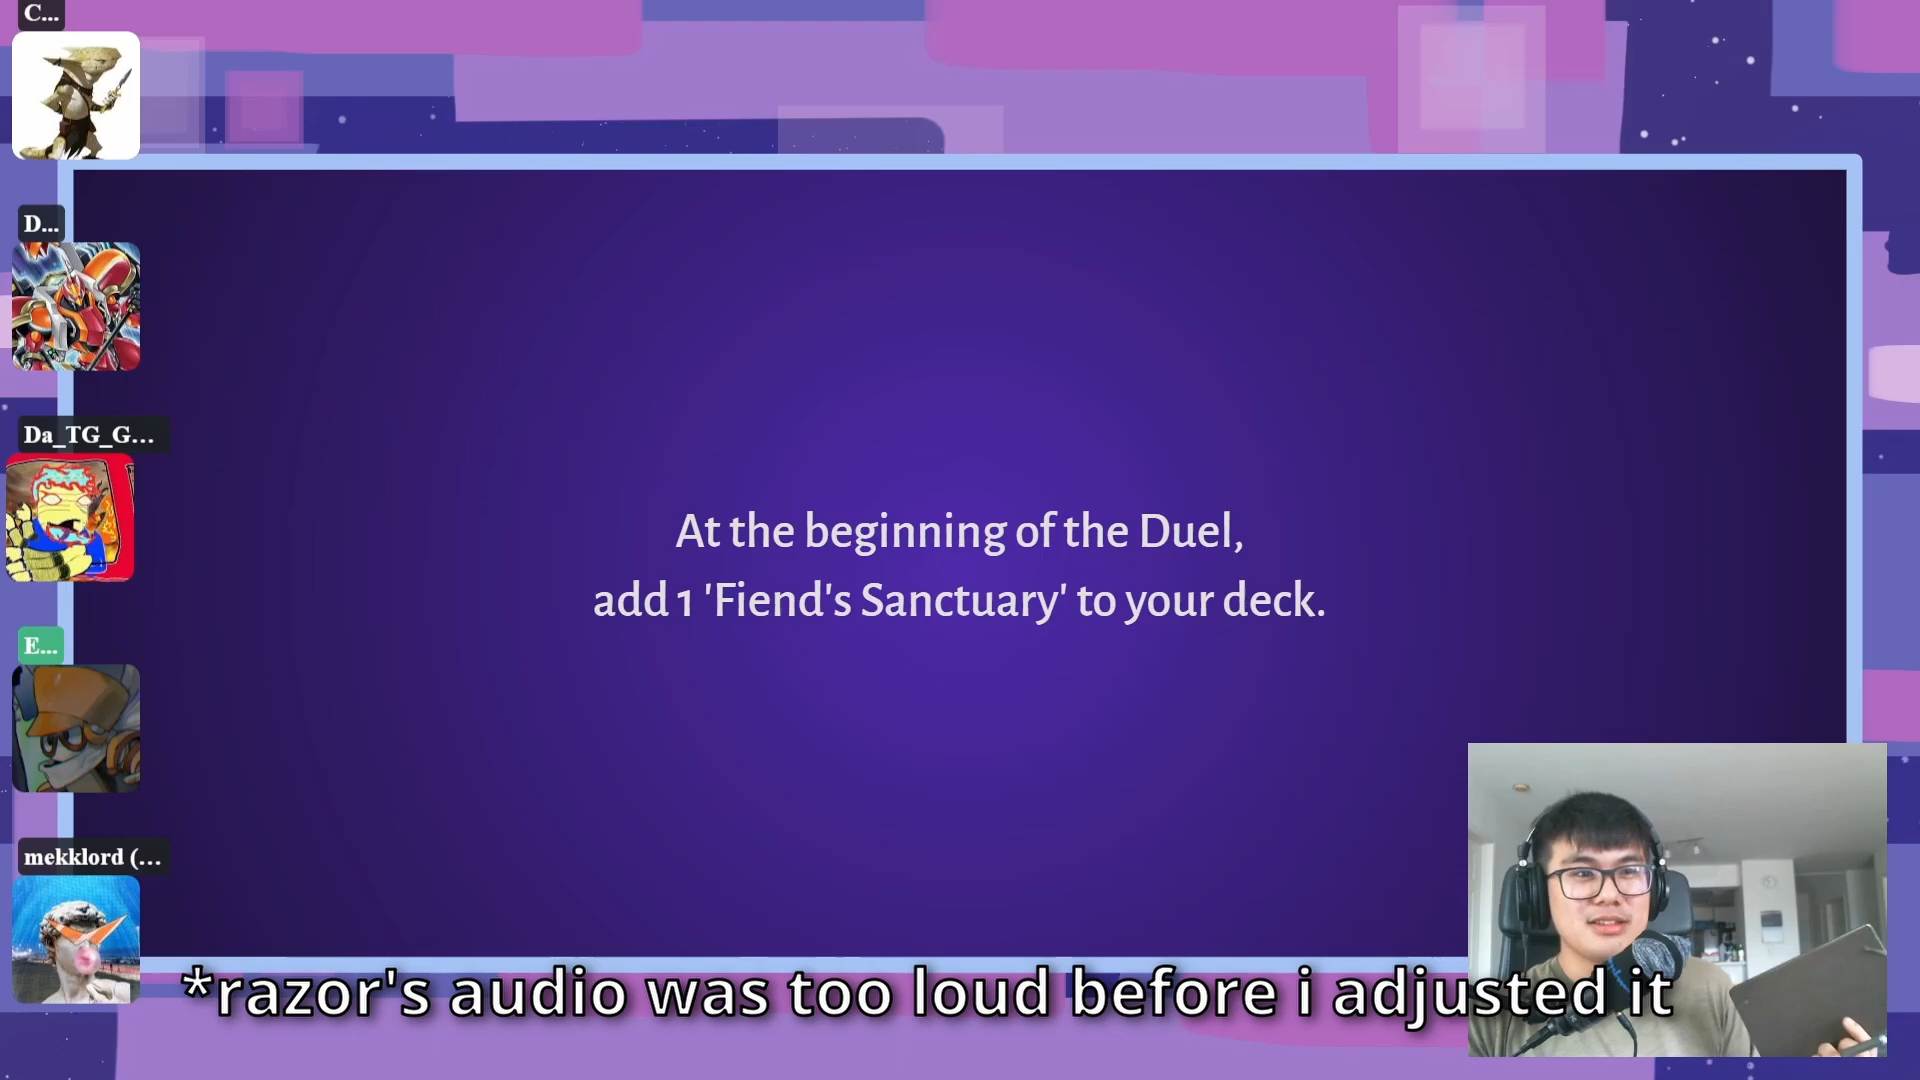 C...
D...
Da_TG_G...
E...
mekklord (...
At the beginning of the Duel,
add 1 'Fiend's Sanctuary' to your deck.
*razor's audio was too loud before i adjusted it